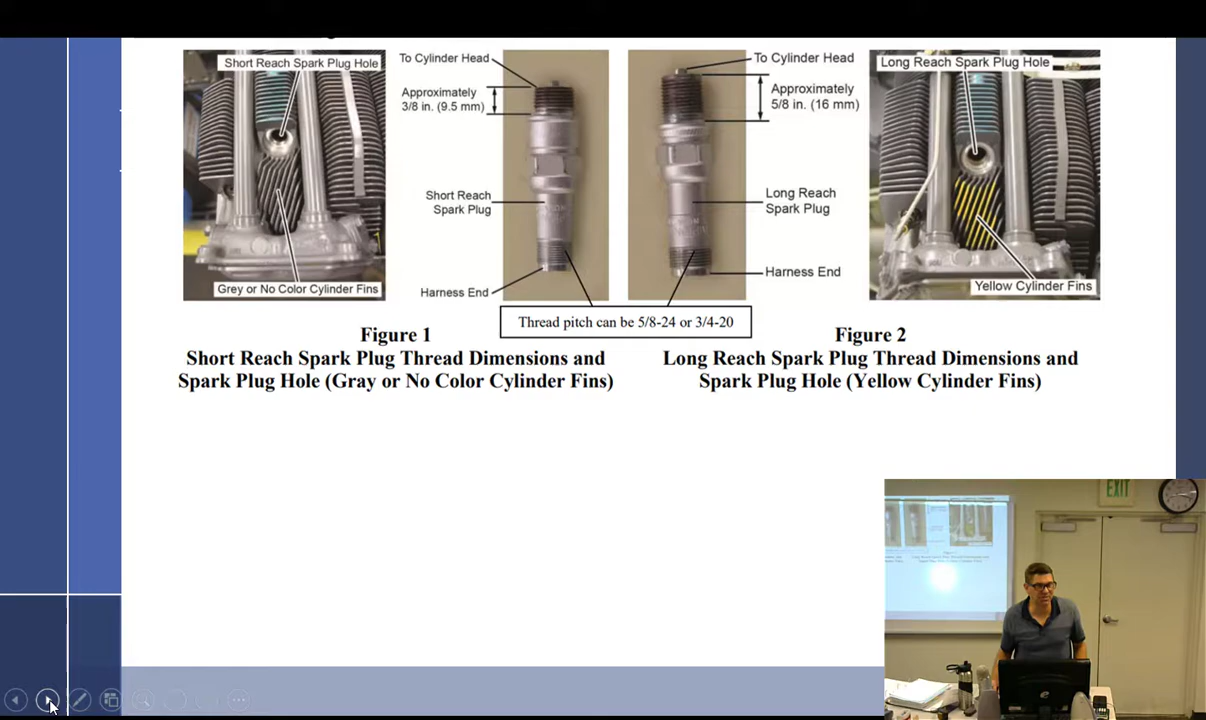 Short Reach Spark Plug Hole
To Cylinder Head
Approximately
3/8 in. (9.5 mm)
Short Reach
Spark Plug
Harness End
Grey or No Color Cylinder Fins
To Cylinder Head
Approximately
5/8 in. (16 mm)
Long Reach
Spark Plug
Harness End
Long Reach Spark Plug Hole
Yellow Cylinder Fins
Thread pitch can be 5/8-24 or 3/4-20
Figure 1
Short Reach Spark Plug Thread Dimensions and
Spark Plug Hole (Gray or No Color Cylinder Fins)
Figure 2
Long Reach Spark Plug Thread Dimensions and
Spark Plug Hole (Yellow Cylinder Fins)
EXIT